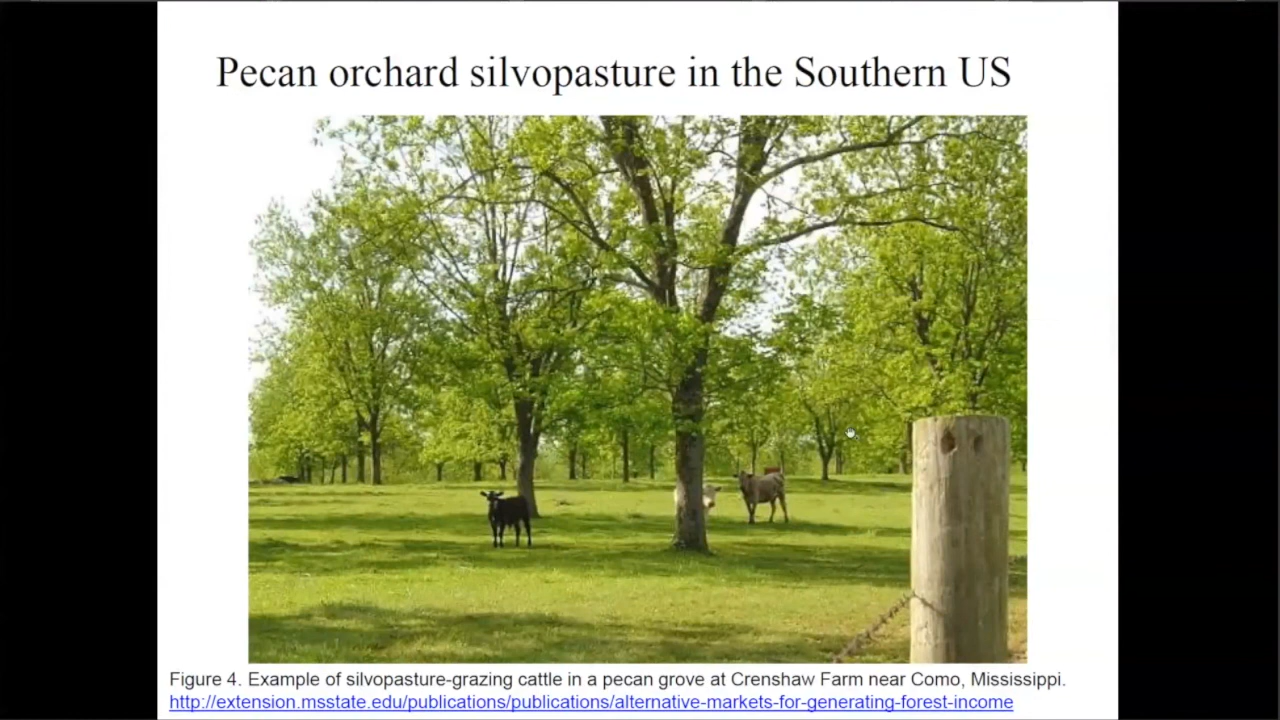 Pecan orchard silvopasture in the Southern US
Figure 4. Example of silvopasture-grazing cattle in a pecan grove at Crenshaw Farm near Como, Mississippi.
http://extension.msstate.edu/publications/publications/alternative-markets-for-generating-forest-income